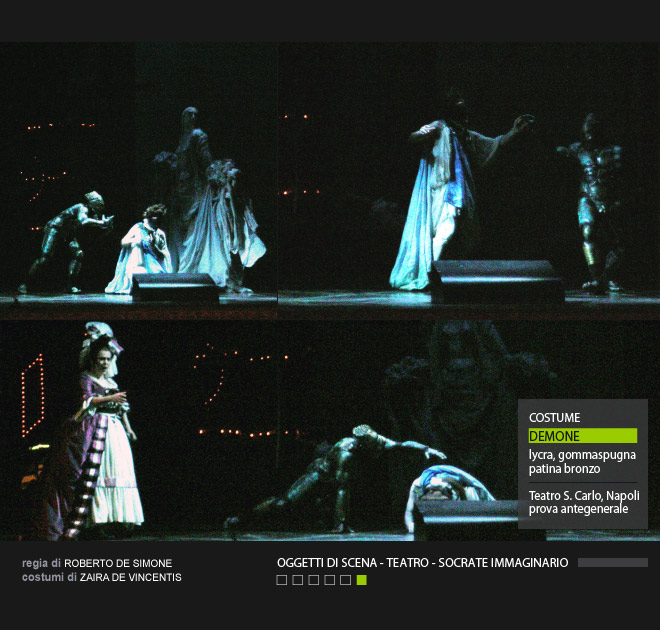 COSTUME
DEMONE
lycra, gommaspugna
patina bronzo
Teatro S. Carlo, Napoli
prova antegenerale
regia di ROBERTO DE SIMONE
costumi di ZAIRA DE VINCENTIS
OGGETTI DI SCENA - TEATRO - SOCRATE IMMAGINARIO